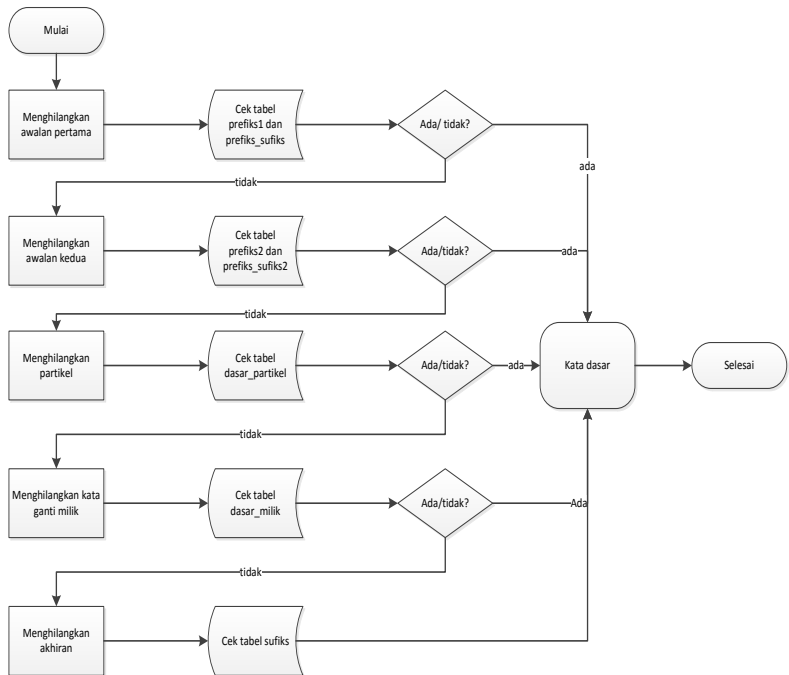 Mulai
Menghilangkan
awalan pertama
Cek tabel
prefiks1 dan
prefiks_sufiks
Ada/ tidak?
ada
tidak
Menghilangkan
awalan kedua
Cek tabel
prefiks2 dan
prefiks_sufiks2
Ada/tidak?
ada
tidak
Menghilangkan
partikel
Cek tabel
dasar_partikel
Ada/tidak?
ada
Kata dasar
Selesai
tidak
Menghilangkan kata
ganti milik
Cek tabel
dasar_milik
Ada/tidak?
Ada
tidak
Menghilangkan
akhiran
Cek tabel sufiks